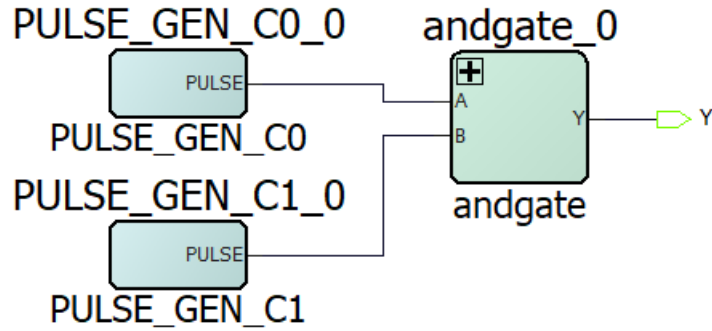 PULSE_GEN_C0_0
PULSE
PULSE_GEN_C0
PULSE_GEN_C1_0
PULSE
PULSE_GEN_C1
andgate_0
A
B
Y
andgate
Y